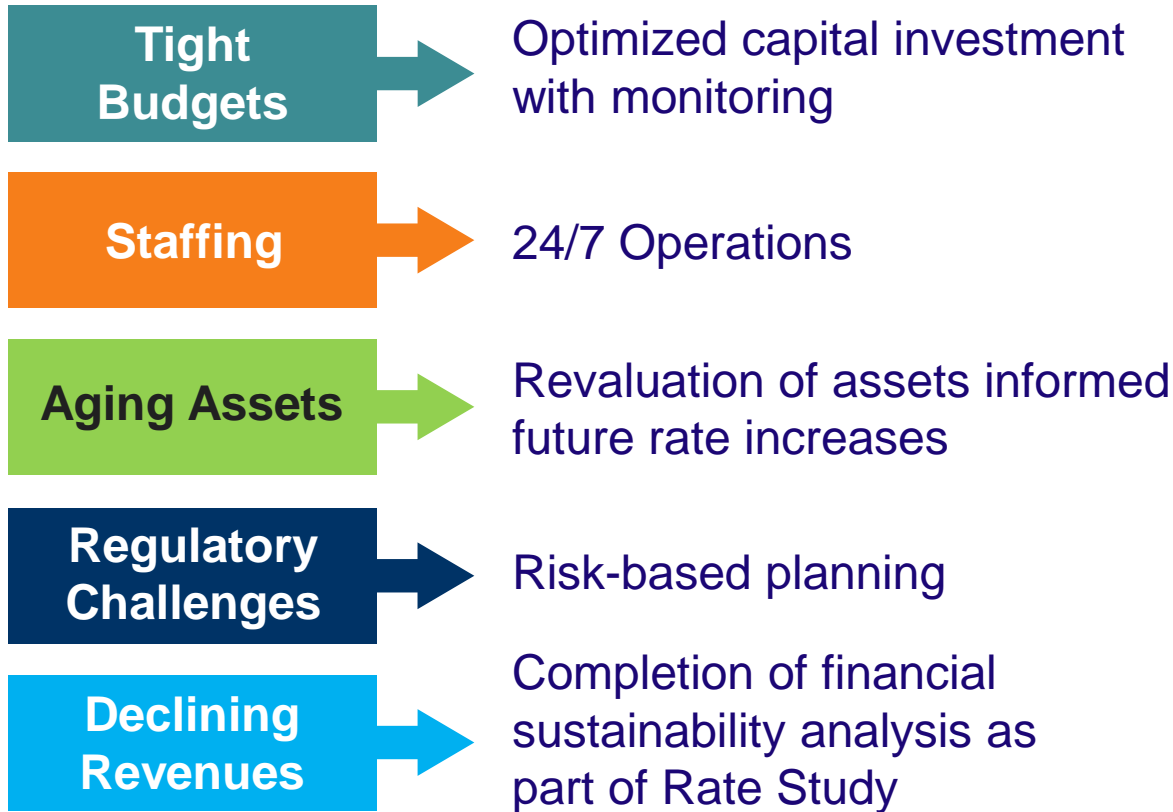 Tight
Budgets
Optimized capital investment
with monitoring
Staffing
24/7 Operations
Aging Assets
Revaluation of assets informed
future rate increases
Regulatory
Challenges
Risk-based planning
Declining
Revenues
Completion of financial
sustainability analysis as
part of Rate Study